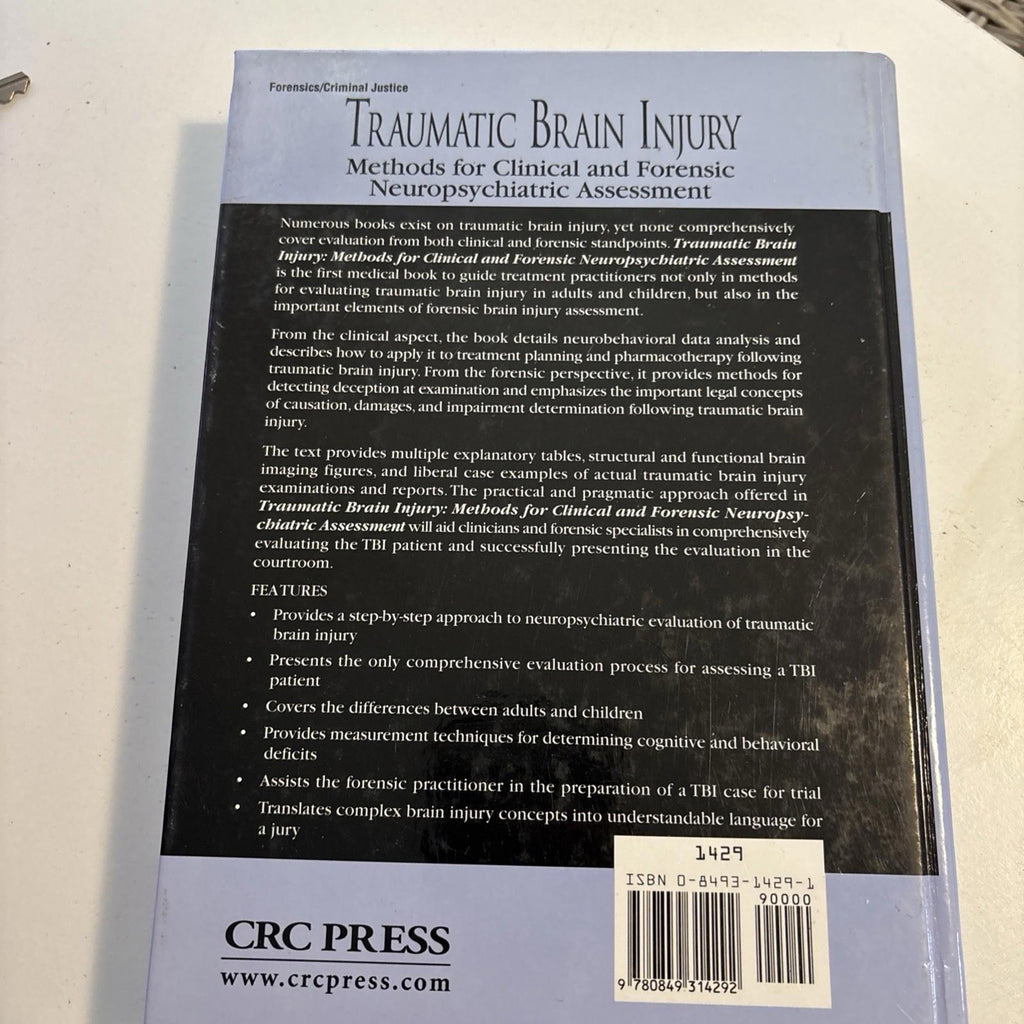 Forensics/Criminal Justice
TRAUMATIC BRAIN INJURY
Methods for Clinical and Forensic
Neuropsychiatric Assessment
Numerous books exist on traumatic brain injury, yet none comprehensively
cover evaluation from both clinical and forensic standpoints. Traumatic Brain
Injury: Methods for Clinical and Forensic Neuropsychiatric Assessment
is the first medical book to guide treatment practitioners not only in methods
for evaluating traumatic brain injury in adults and children, but also in the
important elements of forensic brain injury assessment.
From the clinical aspect, the book details neurobehavioral data analysis and
describes how to apply it to treatment planning and pharmacotherapy following
traumatic brain injury. From the forensic perspective, it provides methods for
detecting deception at examination and emphasizes the important legal concepts
of causation, damages, and impairment determination following traumatic brain
injury.
The text provides multiple explanatory tables, structural and functional brain
imaging figures, and liberal case examples of actual traumatic brain injury
examinations and reports. The practical and pragmatic approach offered in
Traumatic Brain Injury: Methods for Clinical and Forensic Neuropsy-
chiatric Assessment will aid clinicians and forensic specialists in comprehensively
evaluating the TBI patient and successfully presenting the evaluation in the
courtroom.
FEATURES
• Provides a step-by-step approach to neuropsychiatric evaluation of traumatic
brain injury
• Presents the only comprehensive evaluation process for assessing a TBI
patient
• Covers the differences between adults and children
• Provides measurement techniques for determining cognitive and behavioral
deficits
• Assists the forensic practitioner in the preparation of a TBI case for trial
• Translates complex brain injury concepts into understandable language for
a jury
1429
ISBN 0-8493-1429-1
90000
9 780849 314292
CRC PRESS
www.crcpress.com